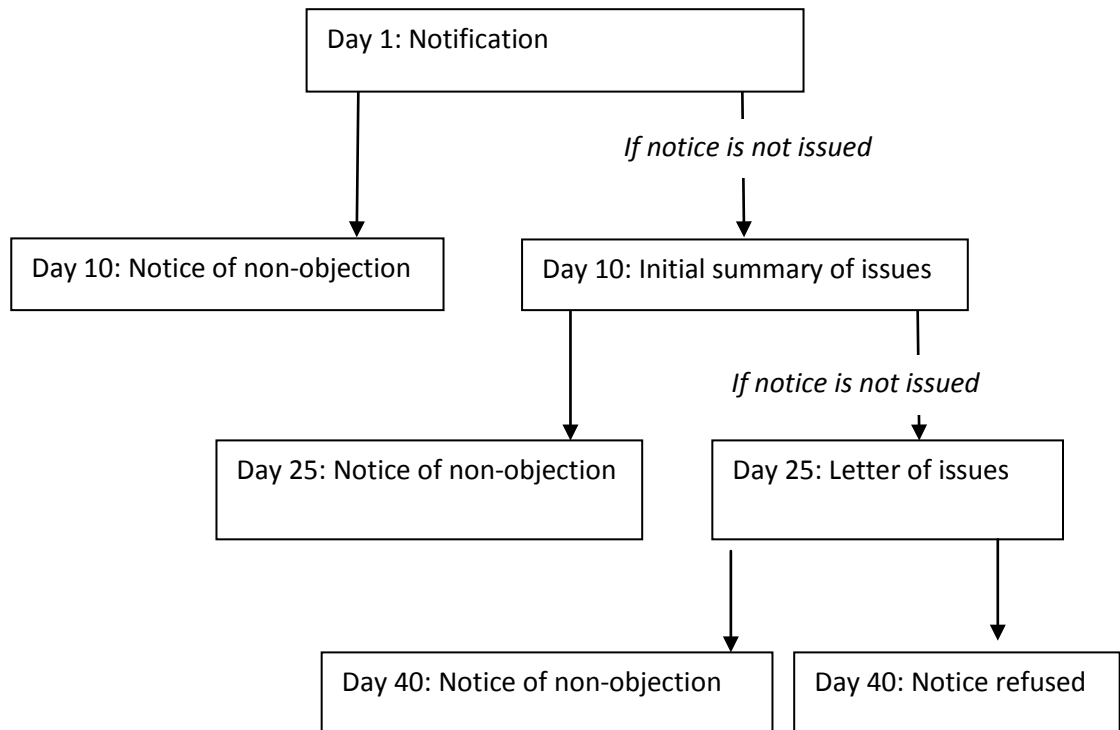 Day 1: Notification
If notice is not issued
Day 10: Notice of non-objection
Day 10: Initial summary of issues
If notice is not issued
Day 25: Notice of non-objection
Day 25: Letter of issues
Day 40: Notice of non-objection
Day 40: Notice refused